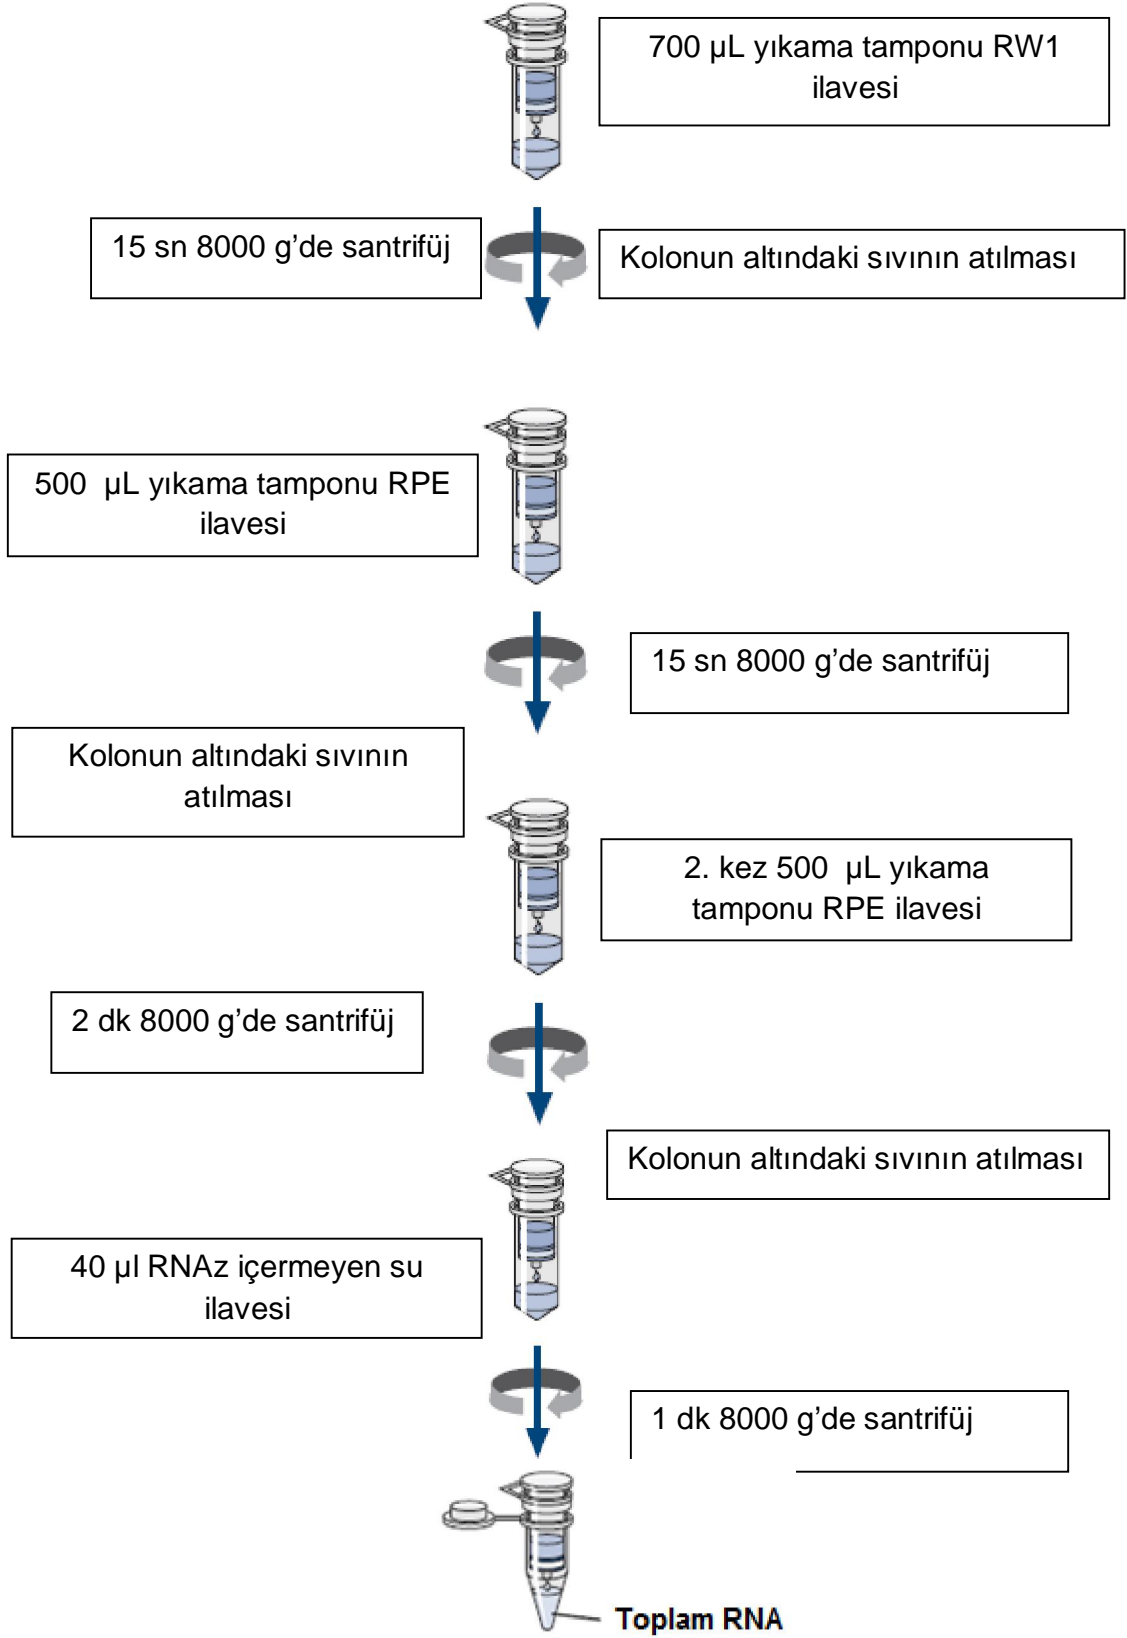 700 µL yıkama tamponu RW1
ilavesi
15 sn 8000 g’de santrifüj
Kolonun altındaki sıvının atılması
500 µL yıkama tamponu RPE
ilavesi
15 sn 8000 g’de santrifüj
Kolonun altındaki sıvının
atılması
2. kez 500 µL yıkama
tamponu RPE ilavesi
2 dk 8000 g’de santrifüj
Kolonun altındaki sıvının atılması
40 µl RNAz içermeyen su
ilavesi
1 dk 8000 g’de santrifüj
Toplam RNA